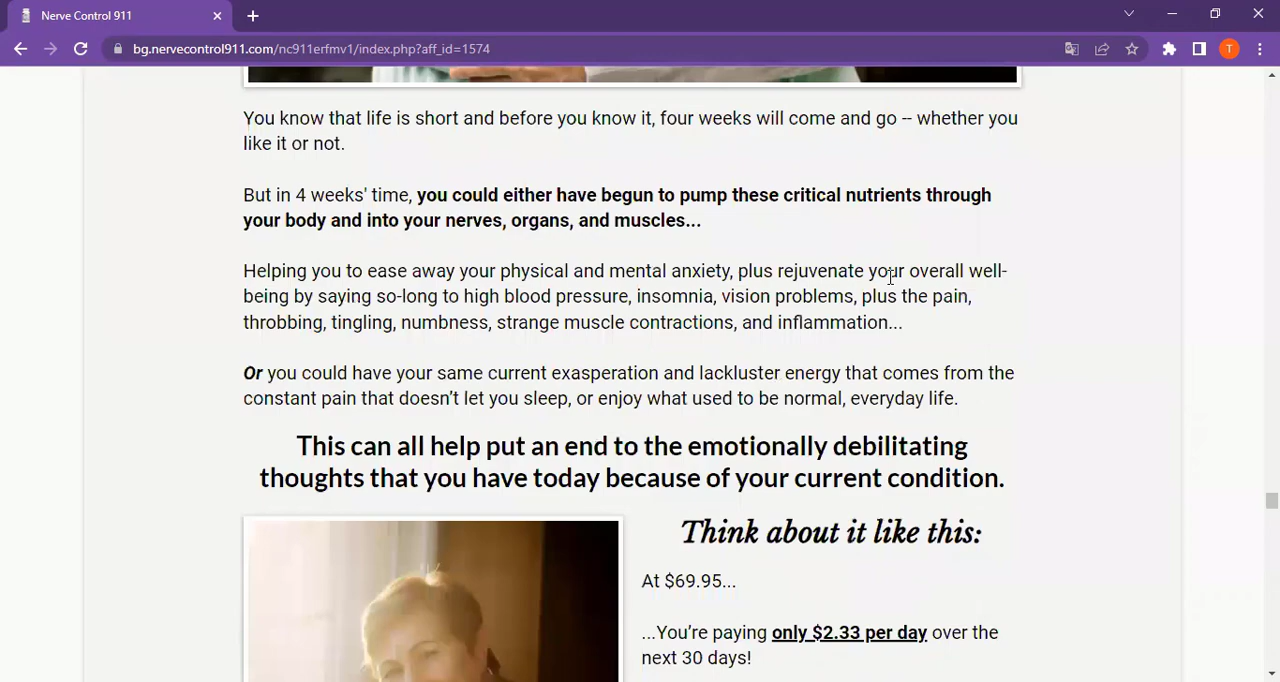 Nerve Control 911
bg.nervecontrol911.com/nc911erfmv1/index.php?aff_id=1574
T
You know that life is short and before you know it, four weeks will come and go -- whether you
like it or not.
But in 4 weeks' time, you could either have begun to pump these critical nutrients through
your body and into your nerves, organs, and muscles...
Helping you to ease away your physical and mental anxiety, plus rejuvenate your overall well-
being by saying so-long to high blood pressure, insomnia, vision problems, plus the pain,
throbbing, tingling, numbness, strange muscle contractions, and inflammation...
Or you could have your same current exasperation and lackluster energy that comes from the
constant pain that doesn’t let you sleep, or enjoy what used to be normal, everyday life.
This can all help put an end to the emotionally debilitating
thoughts that you have today because of your current condition.
Think about it like this:
At $69.95...
...You’re paying only $2.33 per day over the
next 30 days!